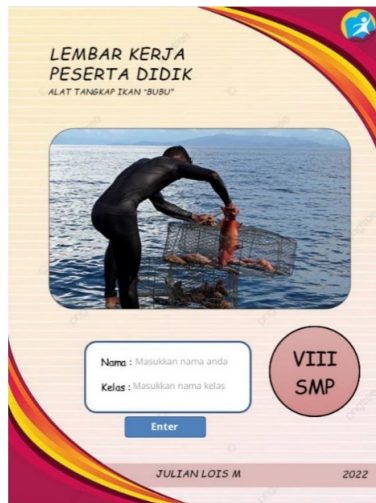 LEMBAR KERJA
PESERTA DIDIK
ALAT TANGKAP IKAN "BUBU"
Nama : Masukkan nama anda
Kelas : Masukkan nama kelas
Enter
VIII
SMP
JULIAN LOIS M
2022